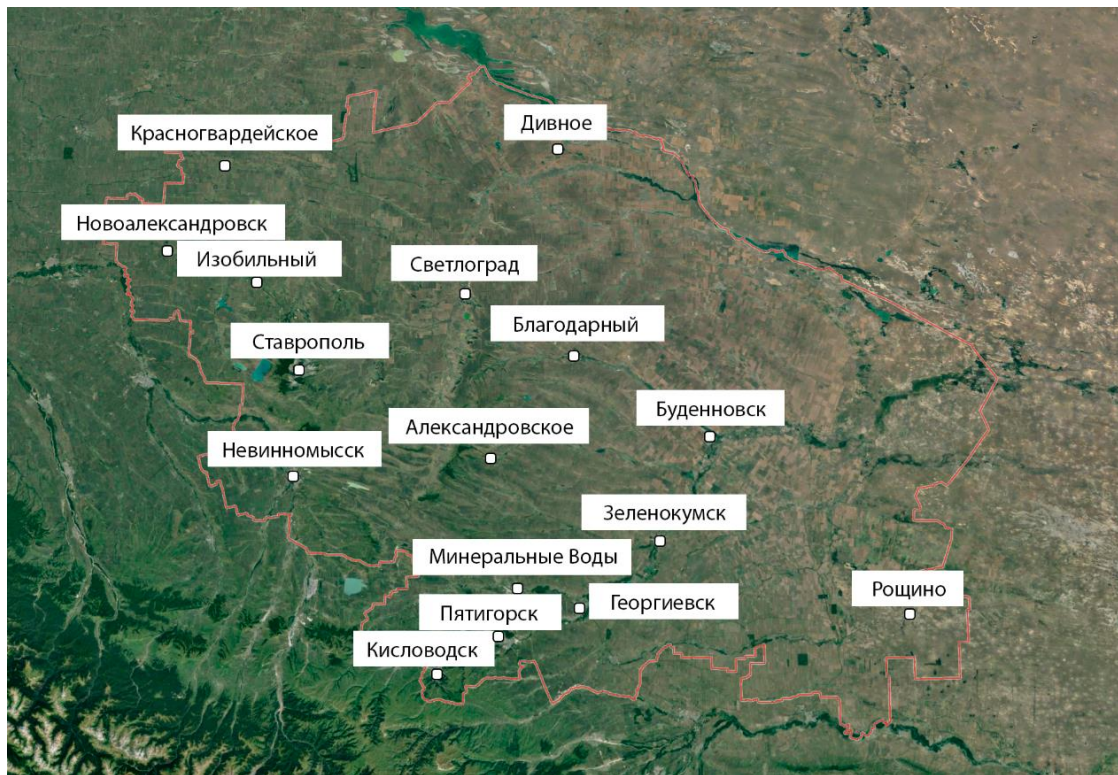 Дивное
Красногвардейское
Новоалександровск
Изобильный
Светлоград
Благодарный
Ставрополь
Буденновск
Александровское
Невинномысск
Зеленокумск
Минеральные Воды
Рощино
Георгиевск
Пятигорск
Кисловодск